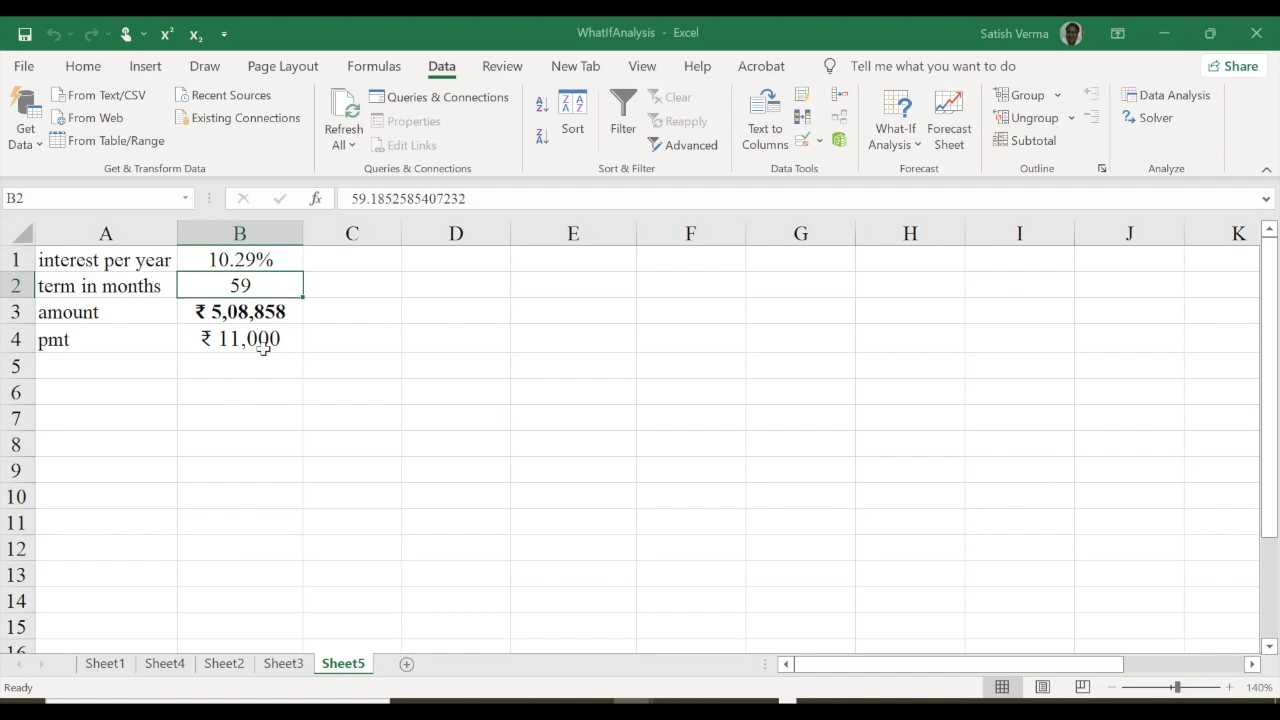 WhatIfAnalysis - Excel
Satish Verma
File Home Insert Draw Page Layout Formulas Data Review New Tab View Help Acrobat Tell me what you want to do Share
Get Data
From Text/CSV
From Web
From Table/Range
Recent Sources
Existing Connections
Get & Transform Data
Refresh All
Queries & Connections
Properties
Edit Links
Queries & Connections
Sort
Filter
Clear
Reapply
Advanced
Sort & Filter
Text to Columns
Data Tools
What-If Analysis
Forecast Sheet
Forecast
Group
Ungroup
Subtotal
Outline
Data Analysis
Solver
Analyze
B2 fx 59.1852585407232
A B C D E F G H I J K
1 interest per year 10.29%
2 term in months 59
3 amount ₹ 5,08,858
4 pmt ₹ 11,000
5
6
7
8
9
10
11
12
13
14
15
16
Sheet1 Sheet4 Sheet2 Sheet3 Sheet5
Ready 140%